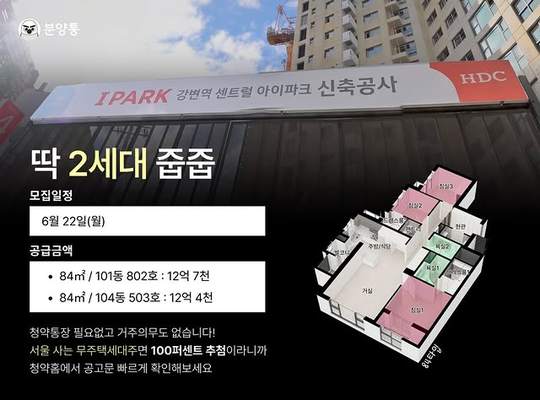 분양통
IPARK 강변역 센트럴 아이파크 신축공사 HDC
딱 2세대 줍줍
모집일정
6월 22일(월)
공급금액
• 84㎡ / 101동 802호 : 12억 7천
• 84㎡ / 104동 503호 : 12억 4천
청약통장 필요없고 거주의무도 없습니다!
서울 사는 무주택세대주면 100퍼센트 추첨이라니까
청약홈에서 공고문 빠르게 확인해보세요
침실3
침실2
드레스룸
현관
주방/식당
욕실2
발코니
욕실1
거실
침실1
84타입